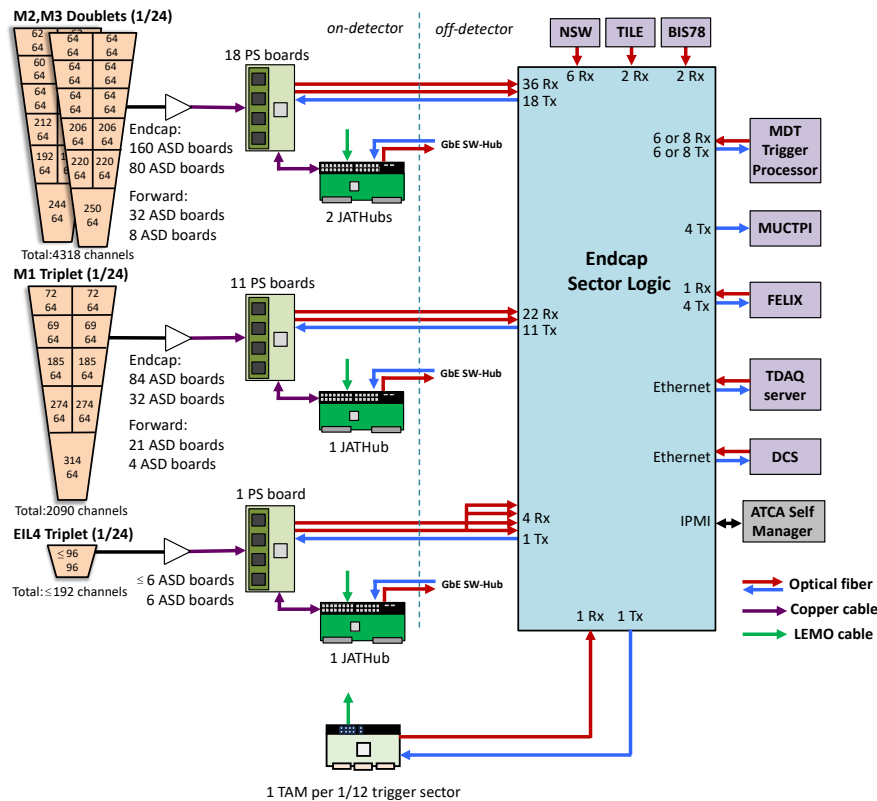 M2,M3 Doublets (1/24)
on-detector
off-detector
18 PS boards
NSW
TILE
BIS78
6 Rx
2 Rx
2 Rx
62
64
60
64
64
64
212
64
192
64
244
64
64
64
64
64
64
64
64
64
64
64
64
64
206
64
206
64
220
64
220
64
250
64
Total:4318 channels
Endcap:
160 ASD boards
80 ASD boards
Forward:
32 ASD boards
8 ASD boards
GbE SW-Hub
2 JATHubs
36 Rx
18 Tx
6 or 8 Rx
6 or 8 Tx
MDT
Trigger
Processor
4 Tx
MUCTPI
Endcap
Sector Logic
M1 Triplet (1/24)
11 PS boards
72
64
72
64
69
64
69
64
185
64
185
64
274
64
274
64
314
64
Total:2090 channels
Endcap:
84 ASD boards
32 ASD boards
Forward:
21 ASD boards
4 ASD boards
GbE SW-Hub
1 JATHub
22 Rx
11 Tx
1 Rx
4 Tx
FELIX
Ethernet
TDAQ
server
Ethernet
DCS
IPMI
ATCA Self
Manager
EIL4 Triplet (1/24)
1 PS board
≤ 96
96
Total:≤192 channels
≤ 6 ASD boards
6 ASD boards
GbE SW-Hub
1 JATHub
4 Rx
1 Tx
1 Rx
1 Tx
Optical fiber
Copper cable
LEMO cable
1 TAM per 1/12 trigger sector